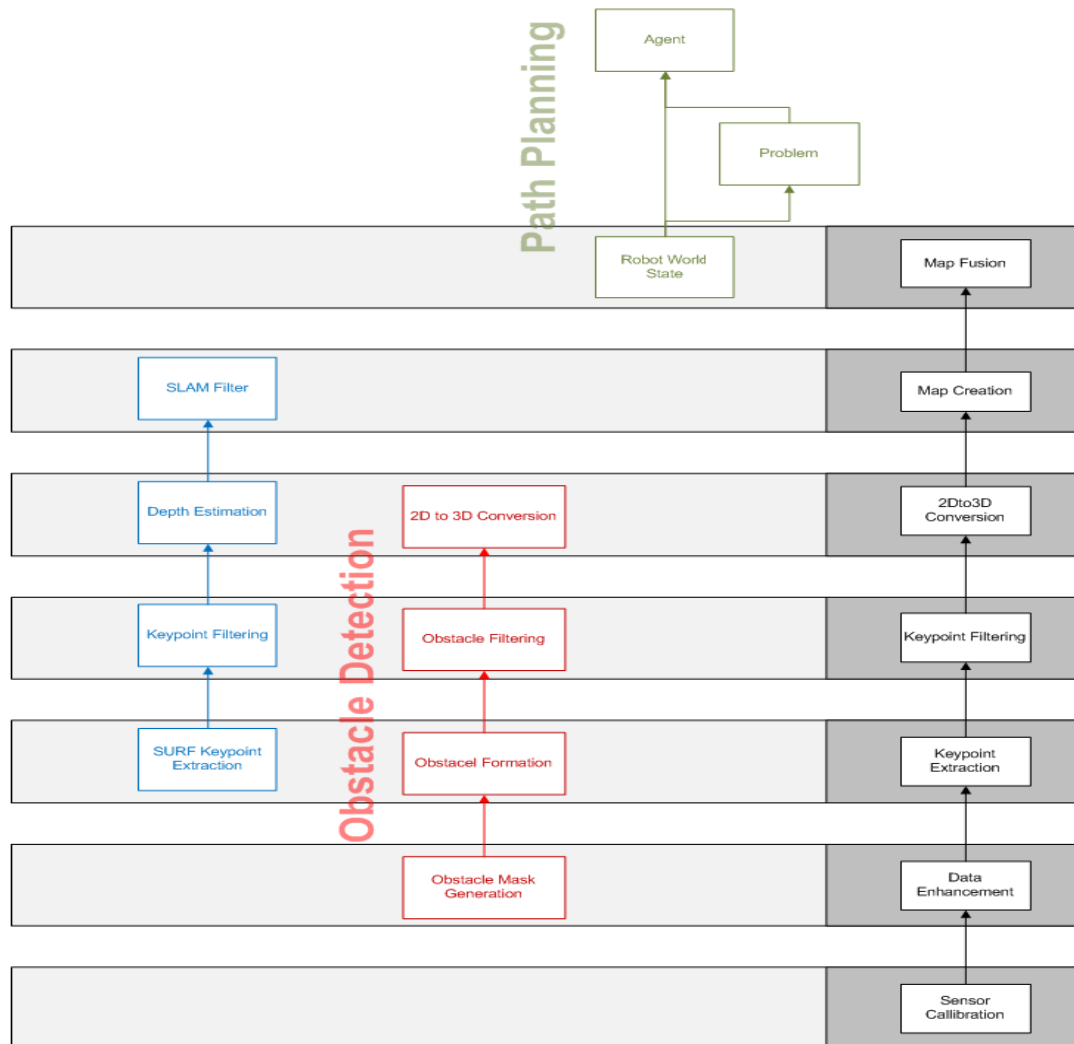 Path Planning
Agent
Problem
Robot World
State
Map Fusion
SLAM Filter
Map Creation
Obstacle Detection
Depth Estimation
2D to 3D Conversion
2Dto3D
Conversion
Keypoint Filtering
Obstacle Filtering
Keypoint Filtering
SURF Keypoint
Extraction
Obstacel Formation
Keypoint
Extraction
Obstacle Mask
Generation
Data
Enhancement
Sensor
Callibration